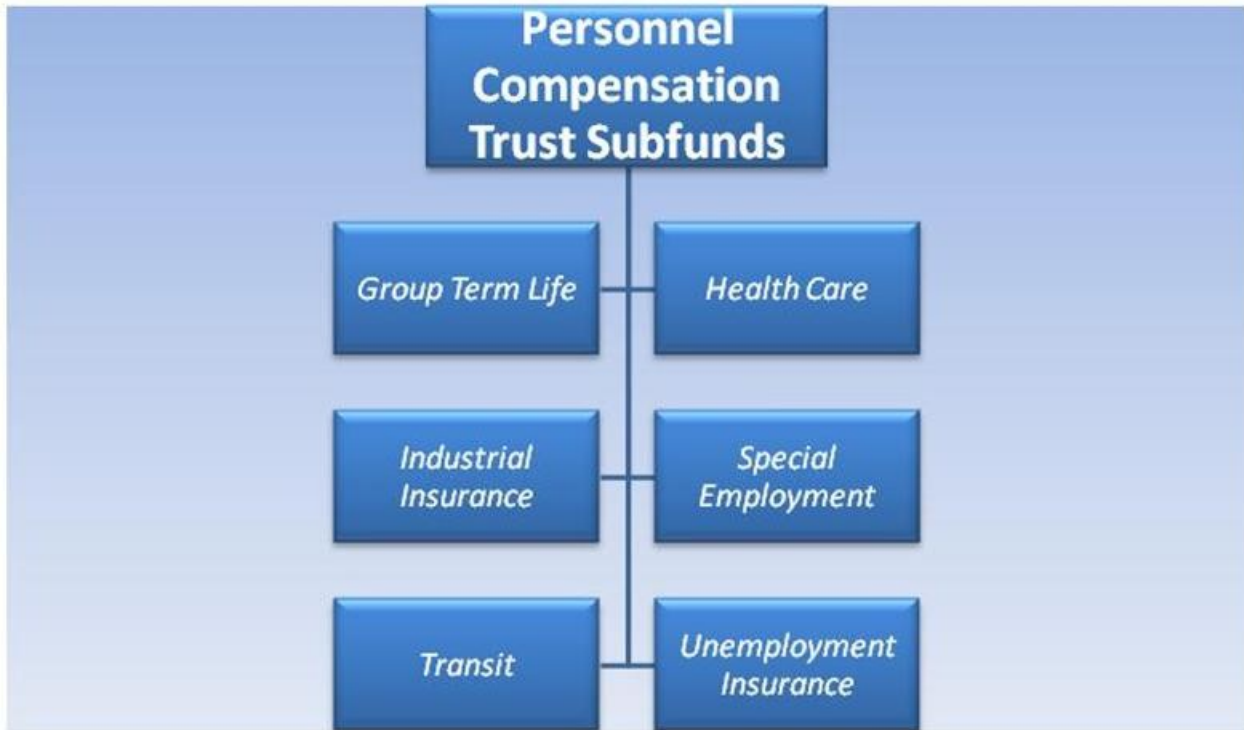 Personnel
Compensation
Trust Subfunds
Group Term Life
Health Care
Industrial
Insurance
Special
Employment
Transit
Unemployment
Insurance